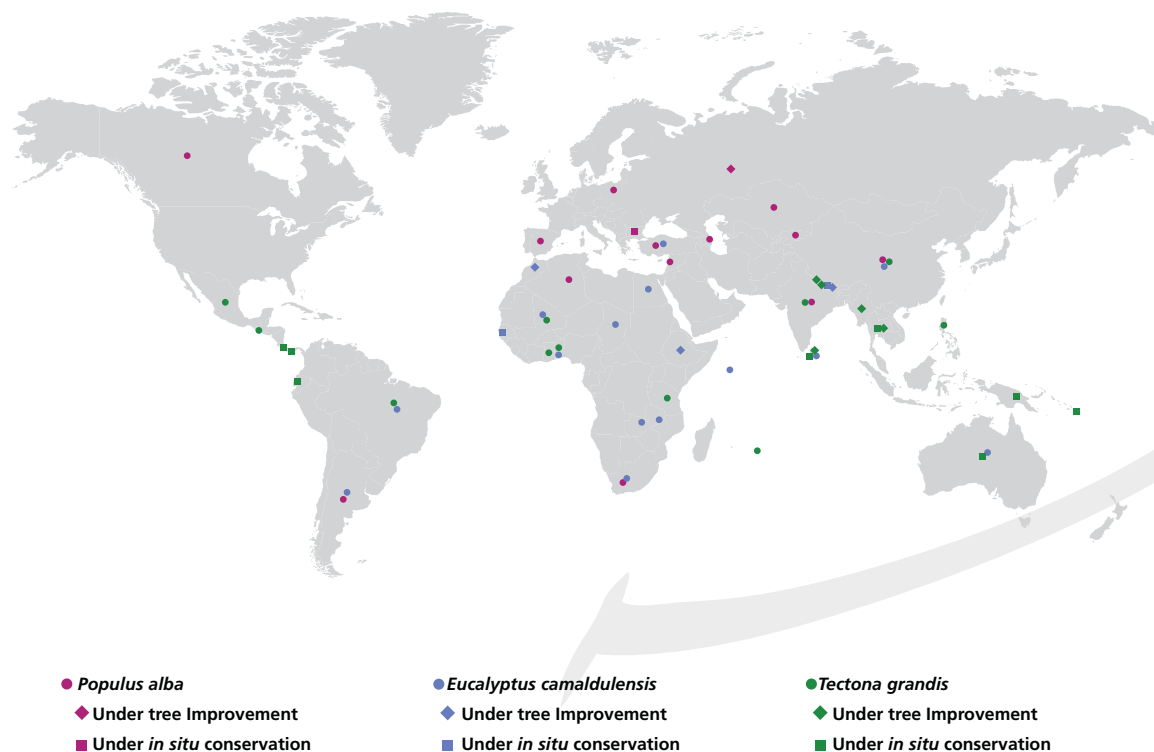 Populus alba
Under tree Improvement
Under in situ conservation
Eucalyptus camaldulensis
Under tree Improvement
Under in situ conservation
Tectona grandis
Under tree Improvement
Under in situ conservation